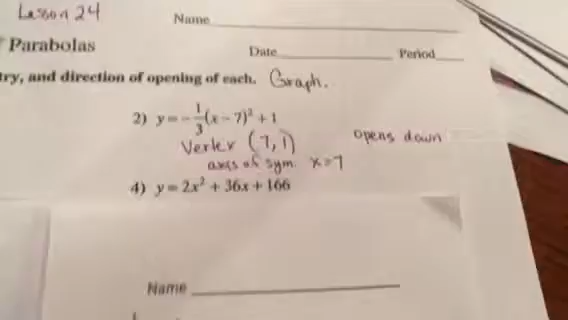 Lesson 24
Name
Parabolas
Date Period
try, and direction of opening of each. Graph.
2) y = -1/3(x - 7)² + 1
Vertex (7,1) opens down
axis of sym. x=7
4) y = 2x² + 36x + 166
Name